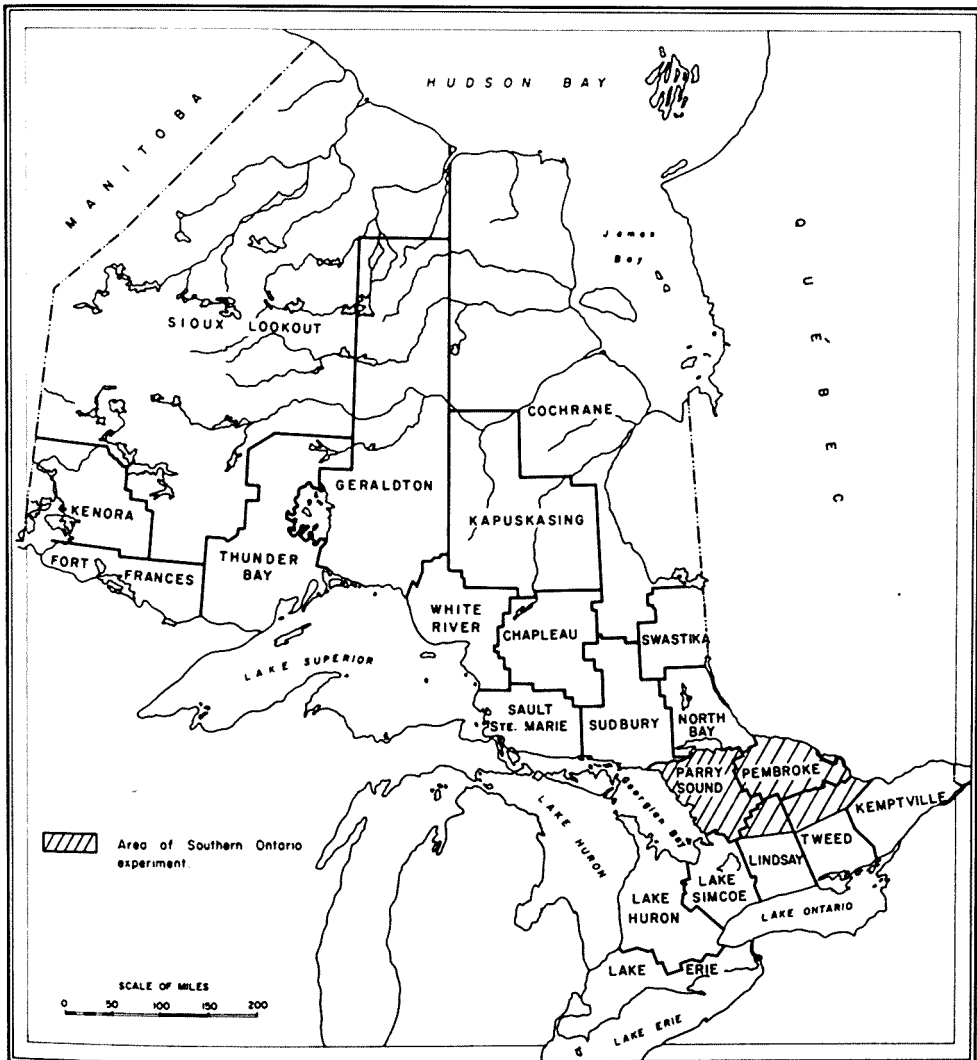 HUDSON BAY
MANITOBA
James
Bay
QUÉBEC
SIOUX LOOKOUT
COCHRANE
GERALDTON
KENORA
KAPUSKASING
FORT FRANCES
THUNDER
BAY
WHITE
RIVER
CHAPLEAU
SWASTIKA
LAKE SUPERIOR
SAULT
STE. MARIE
SUDBURY
NORTH
BAY
PARRY
SOUND
PEMBROKE
Georgian Bay
KEMPTVILLE
LAKE HURON
TWEED
LINDSAY
Area of Southern Ontario
experiment.
LAKE
SIMCOE
LAKE
HURON
LAKE ONTARIO
LAKE ERIE
SCALE OF MILES
0 50 100 150 200
LAKE ERIE